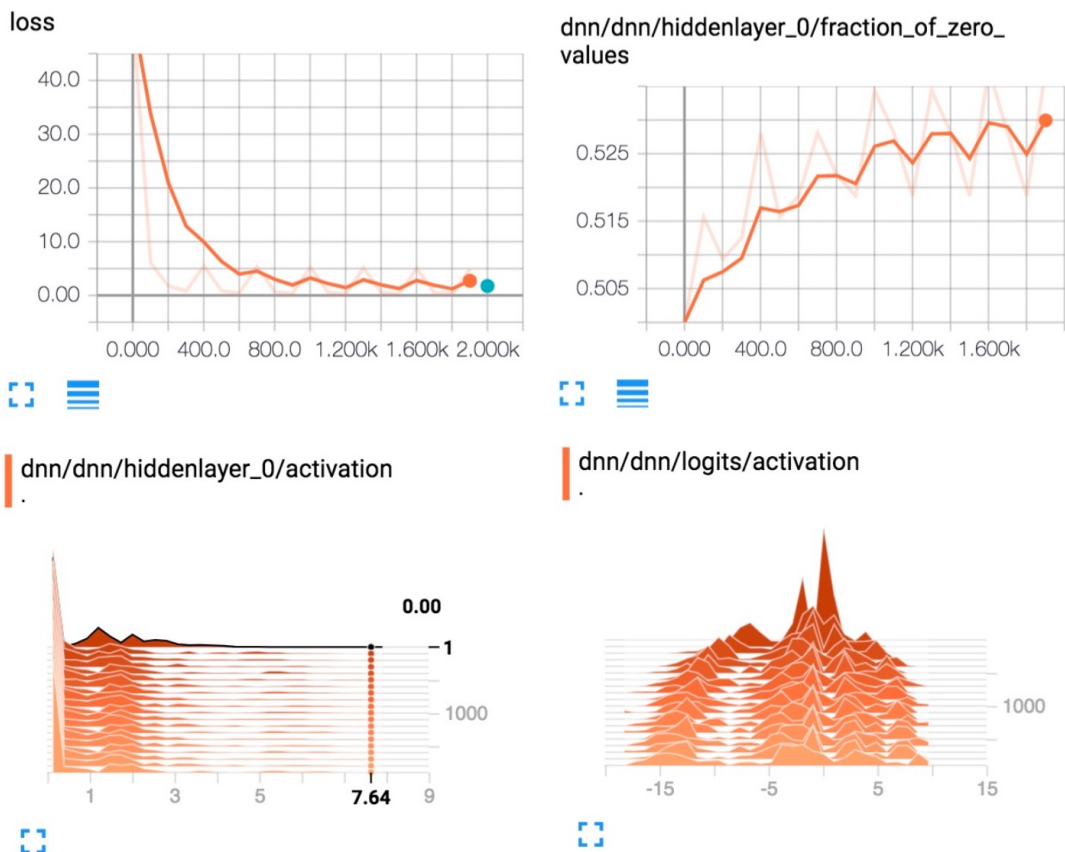 loss
40.0
30.0
20.0
10.0
0.00
0.000 400.0 800.0 1.200k 1.600k 2.000k
dnn/dnn/hiddenlayer_0/fraction_of_zero_
values
0.525
0.515
0.505
0.000 400.0 800.0 1.200k 1.600k
dnn/dnn/hiddenlayer_0/activation
.
0.00
1
1000
1 3 5 7.64 9
dnn/dnn/logits/activation
.
1000
-15 -5 5 15